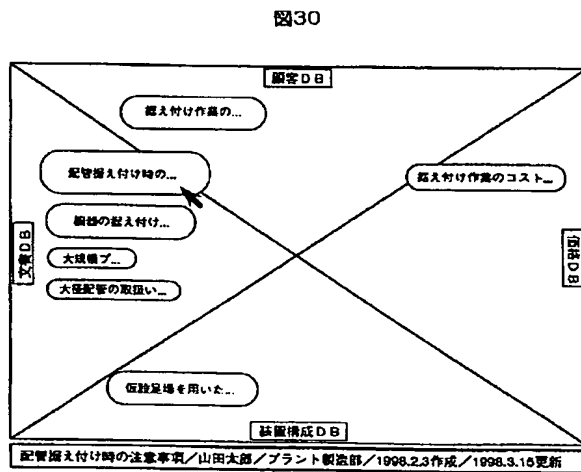 図30
顧客DB
据え付け作業の...
配管据え付け時の...
据え付け作業のコスト...
機器の据え付け...
文書DB
価格DB
大規模プ...
大径配管の取扱い...
仮設足場を用いた...
装置構成DB
配管据え付け時の注意事項／山田太郎／プラント製造部／1998.2.3作成／1998.3.15更新